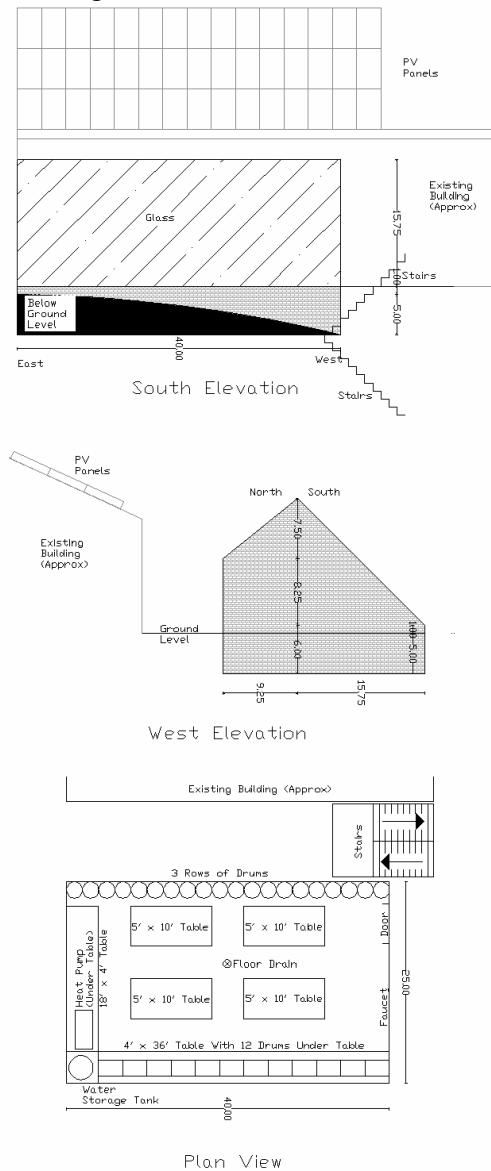 PV
Panels
Glass
15.75
Existing
Building
(Approx)
Stairs
1.00
5.00
Below
Ground
Level
40.00
East
West
South Elevation
Stairs
PV
Panels
North
South
7.50
Existing
Building
(Approx)
8.25
Ground
Level
6.00
1.00
5.00
9.25
15.75
West Elevation
Existing Building (Approx)
Stairs
3 Rows of Drums
5' x 10' Table
5' x 10' Table
Door
Heat Pump
(Under Table)
18' x 4' Table
Floor Drain
25.00
5' x 10' Table
5' x 10' Table
Faucet
4' x 36' Table With 12 Drums Under Table
Water
Storage Tank
40.00
Plan View